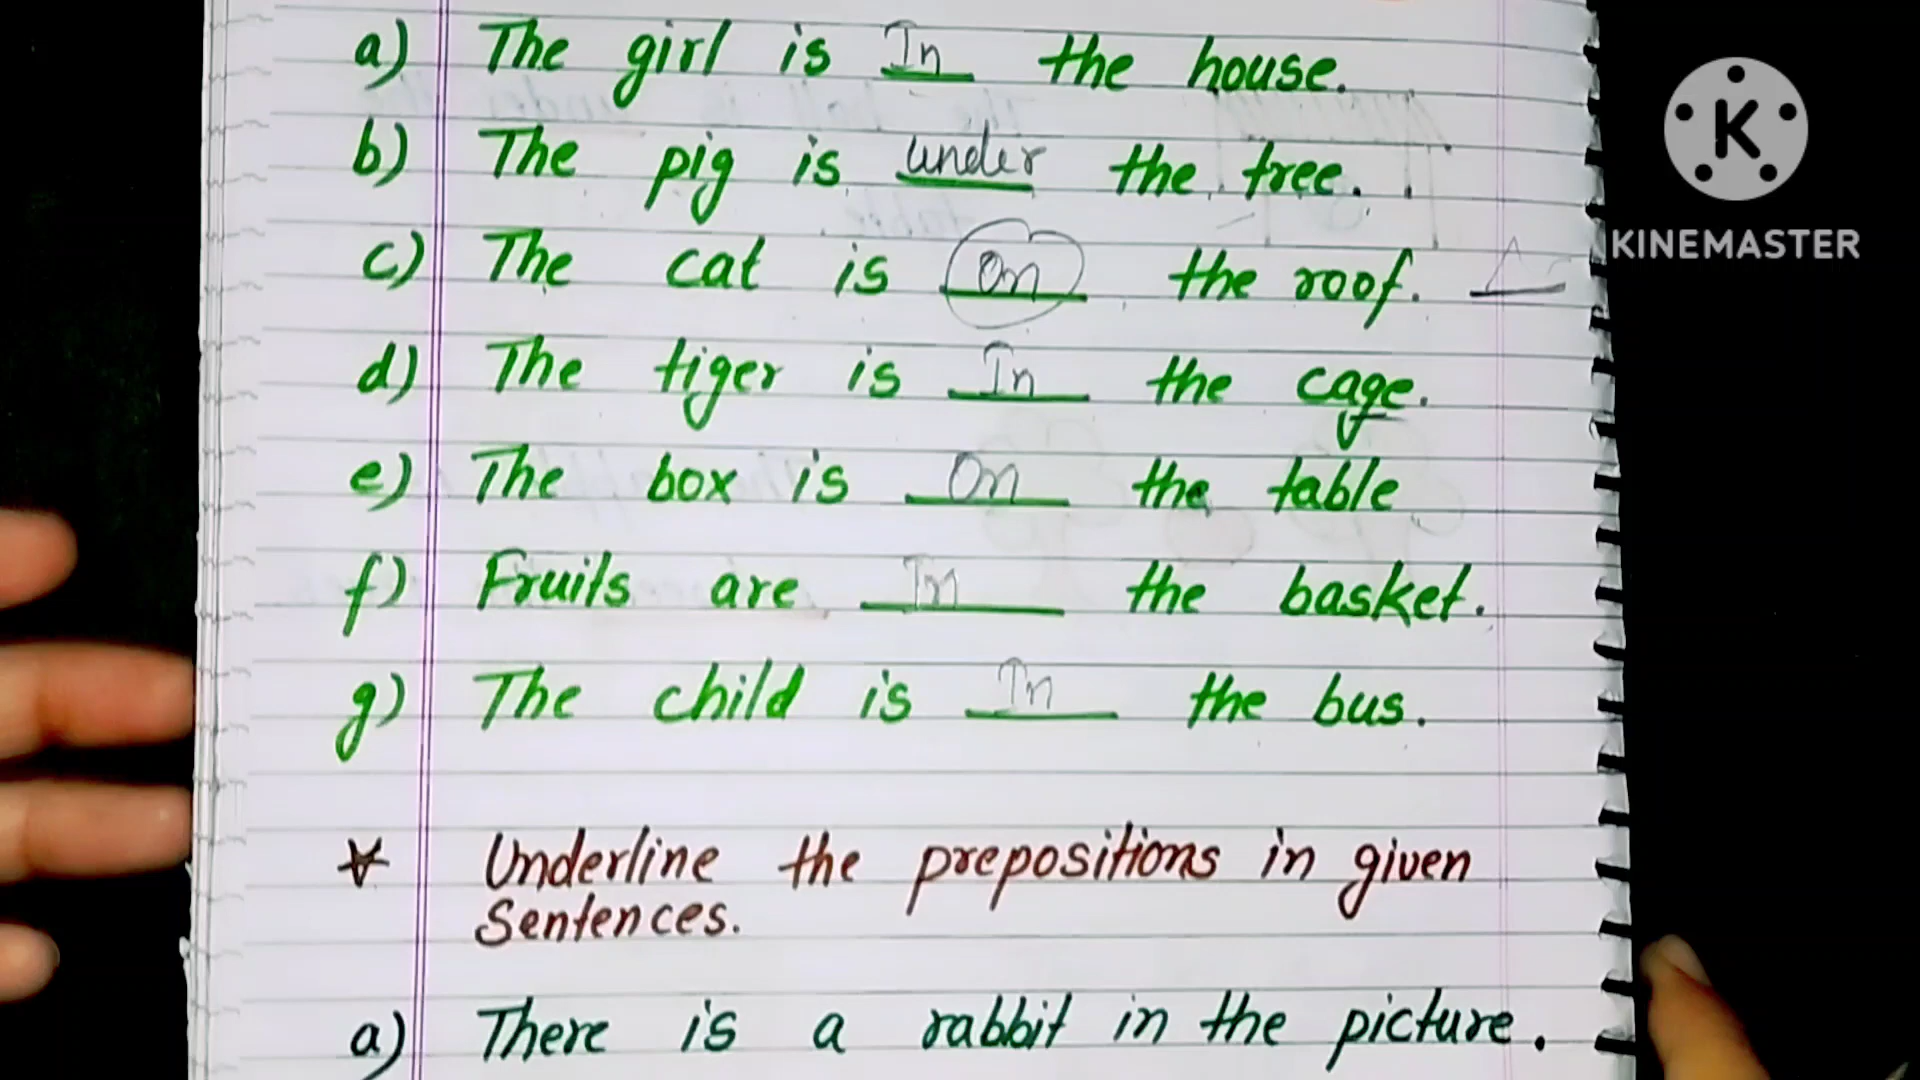 a) The girl is In the house.
b) The pig is under the tree.
c) The cat is On the roof.
d) The tiger is In the cage.
e) The box is On the table
f) Fruits are In the basket.
g) The child is In the bus.
Underline the prepositions in given
Sentences.
a) There is a rabbit in the picture.
K
KINEMASTER